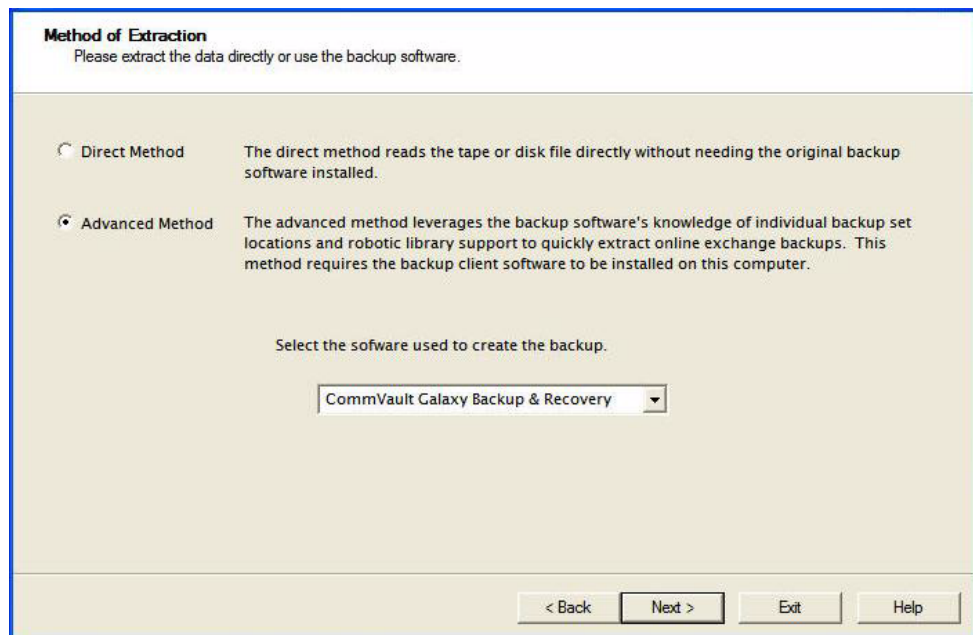 Method of Extraction
Please extract the data directly or use the backup software.
Direct Method
The direct method reads the tape or disk file directly without needing the original backup
software installed.
Advanced Method
The advanced method leverages the backup software's knowledge of individual backup set
locations and robotic library support to quickly extract online exchange backups. This
method requires the backup client software to be installed on this computer.
Select the sofware used to create the backup.
CommVault Galaxy Backup & Recovery
< Back
Next >
Exit
Help